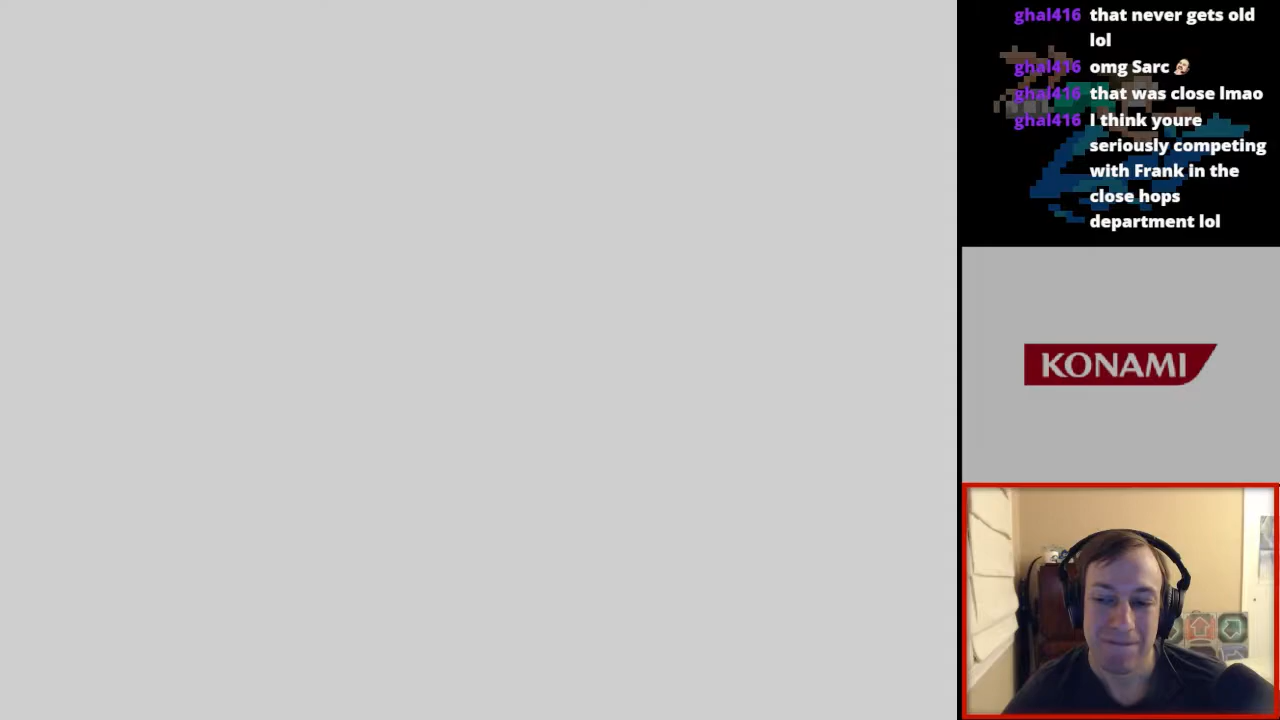 ghal416 that never gets old
lol
ghal416 omg Sarc
ghal416 that was close lmao
ghal416 I think youre
seriously competing
with Frank in the
close hops
department lol
KONAMI